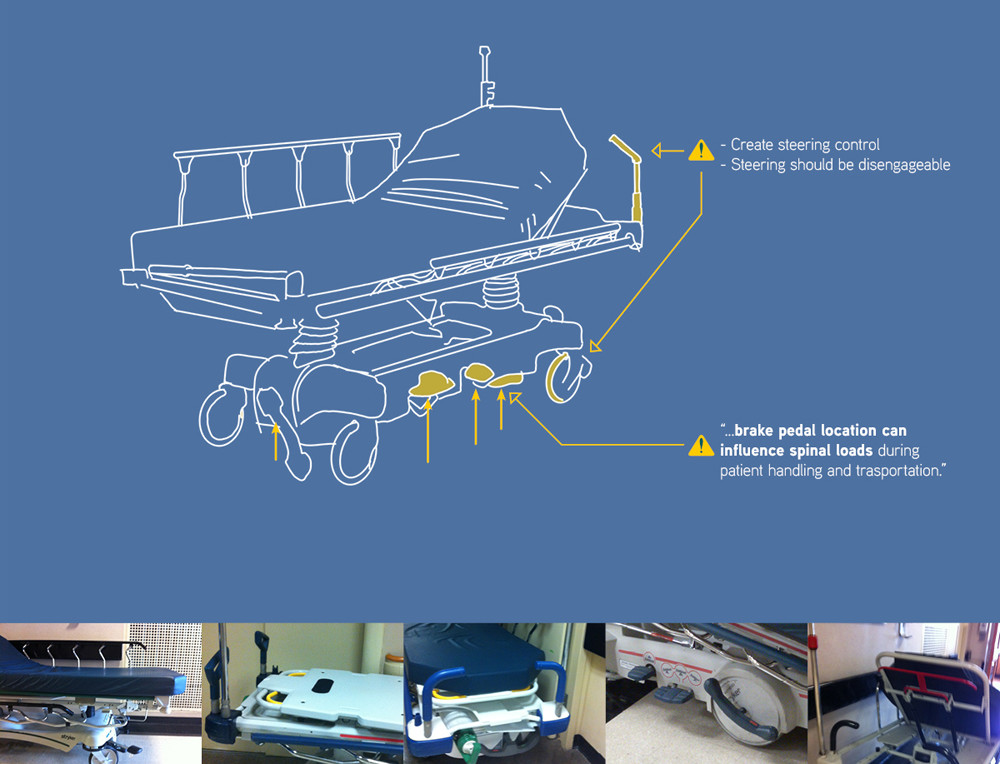 - Create steering control
- Steering should be disengageable
“...brake pedal location can
influence spinal loads during
patient handling and trasportation.”